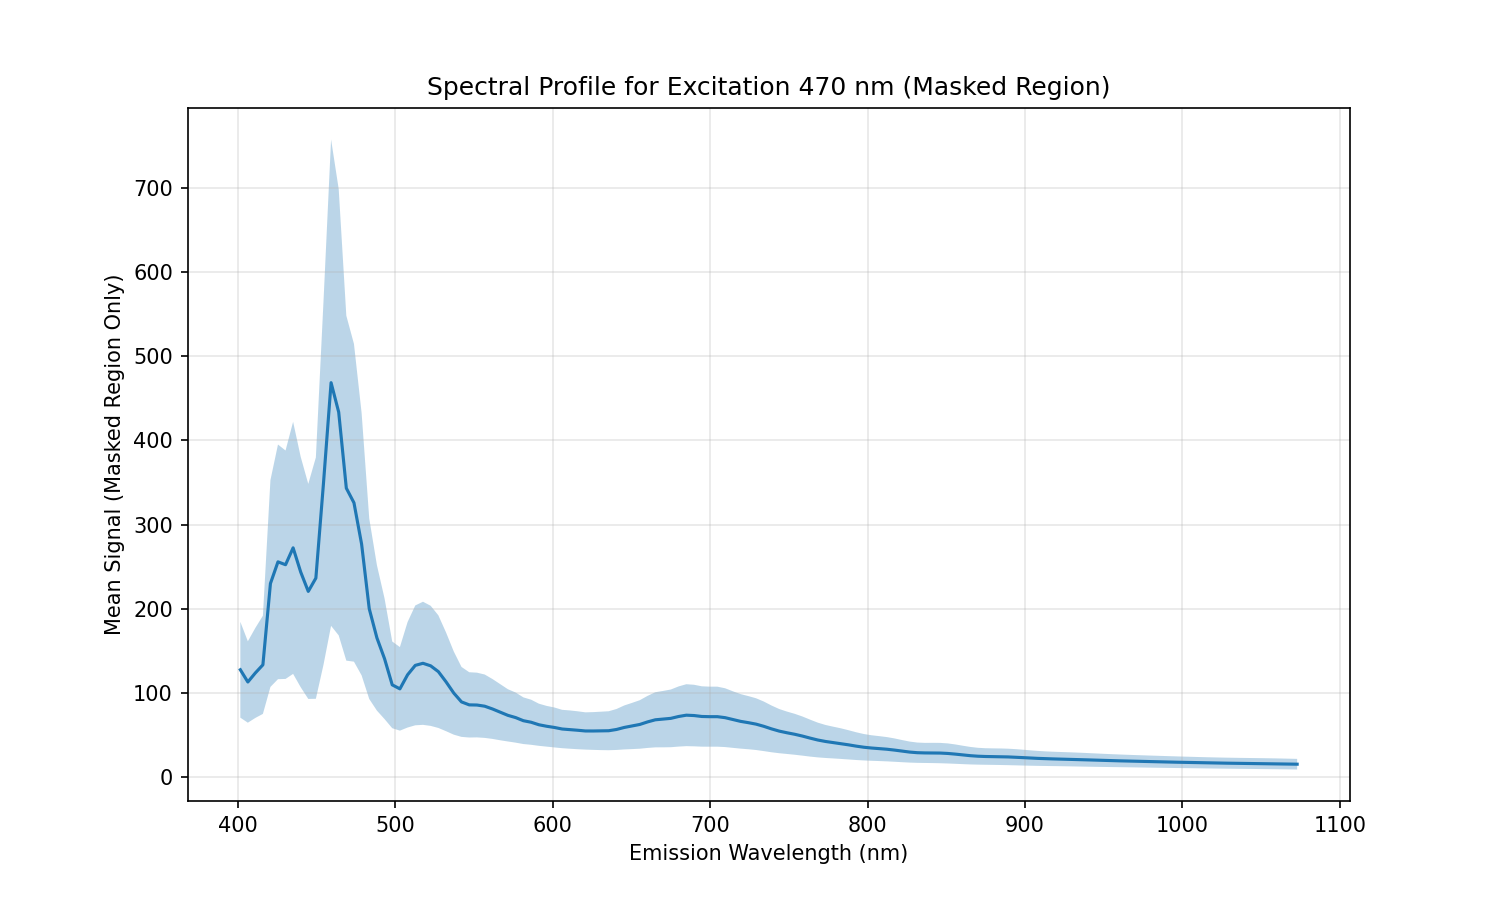 Spectral Profile for Excitation 470 nm (Masked Region)
Mean Signal (Masked Region Only)
700
600
500
400
300
200
100
0
400 500 600 700 800 900 1000 1100
Emission Wavelength (nm)